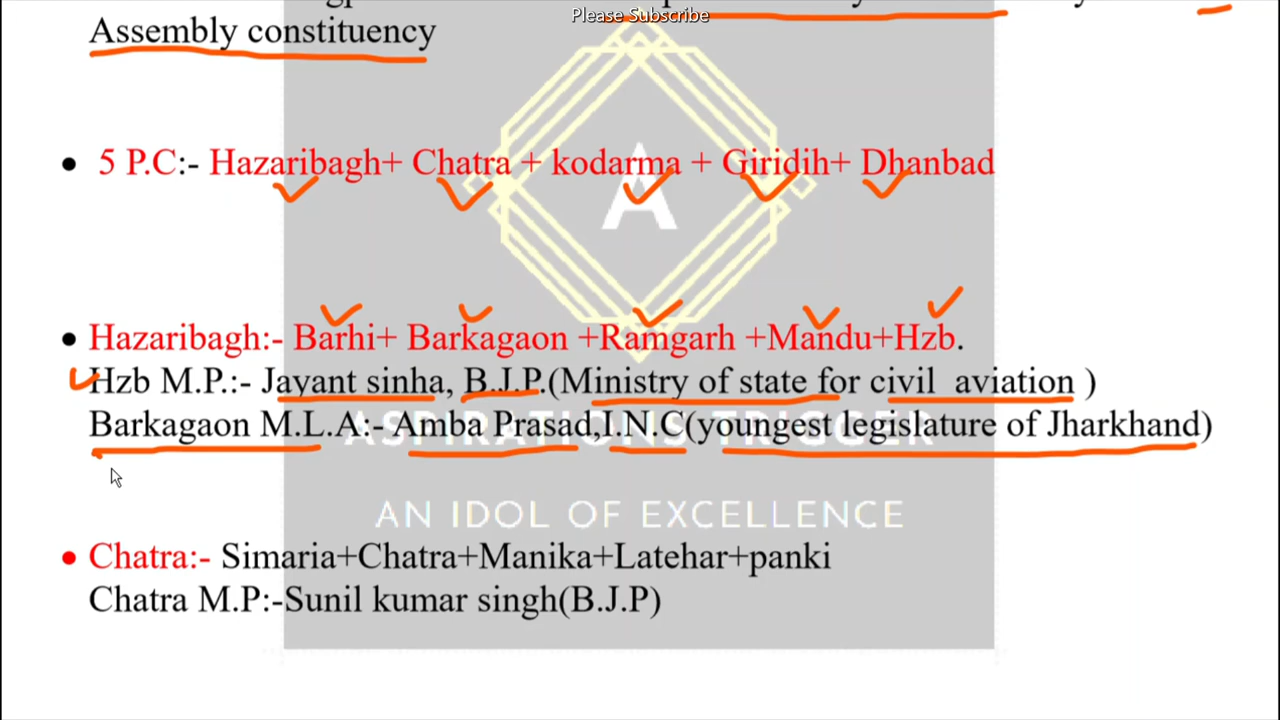 Please Subscribe
Assembly constituency
• 5 P.C:- Hazaribagh+ Chatra + kodarma + Giridih+ Dhanbad
A
• Hazaribagh:- Barhi+ Barkagaon +Ramgarh +Mandu+Hzb.
Hzb M.P.:- Jayant sinha, B.J.P.(Ministry of state for civil aviation )
Barkagaon M.L.A:- Amba Prasad,I.N.C(youngest legislature of Jharkhand)
ASPIRATIONS TRIGGER
AN IDOL OF EXCELLENCE
• Chatra:- Simaria+Chatra+Manika+Latehar+panki
Chatra M.P:-Sunil kumar singh(B.J.P)